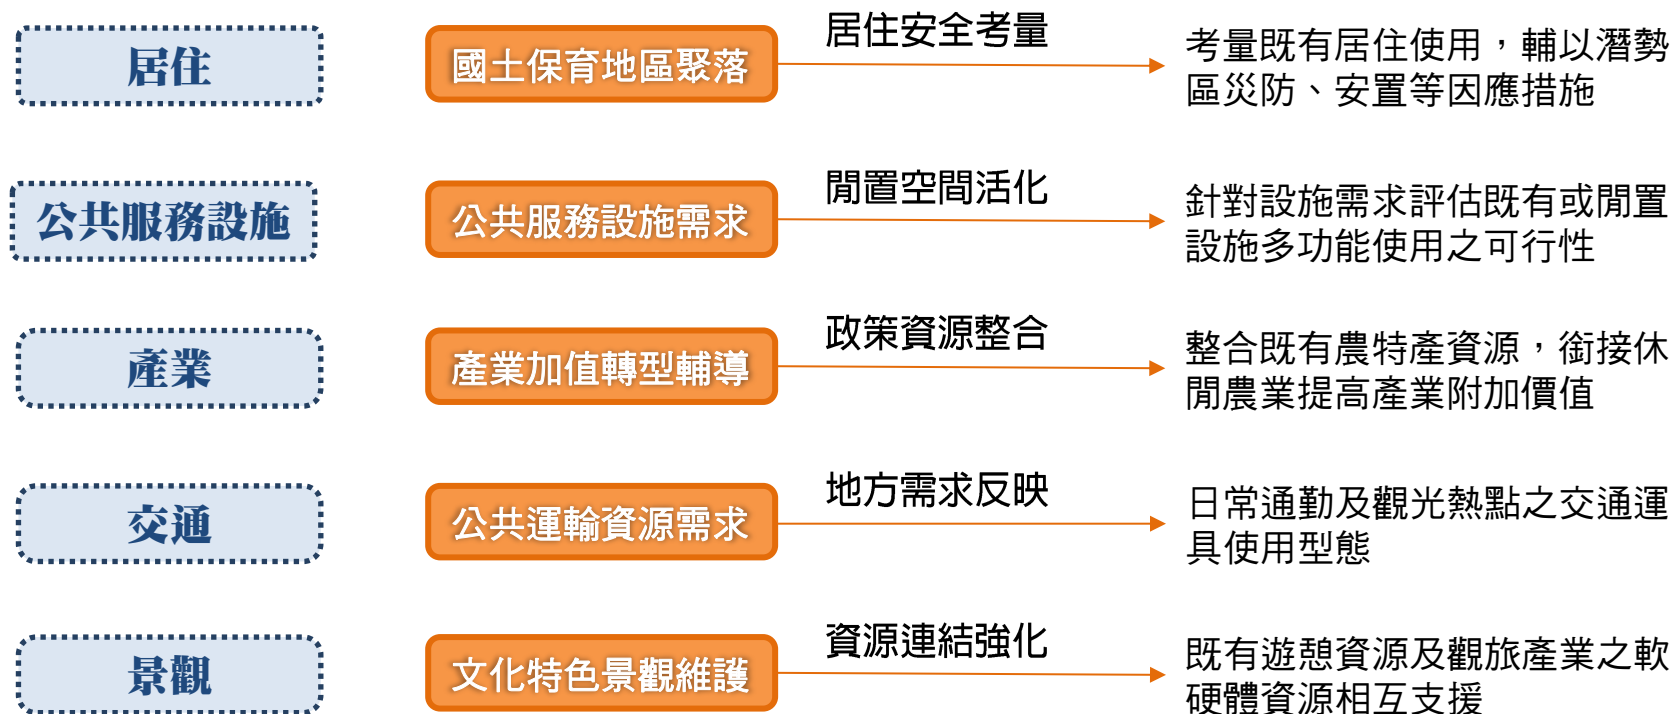 居住
國土保育地區聚落
居住安全考量
考量既有居住使用，輔以潛勢
區災防、安置等因應措施
公共服務設施
公共服務設施需求
閒置空間活化
針對設施需求評估既有或閒置
設施多功能使用之可行性
產業
產業加值轉型輔導
政策資源整合
整合既有農特產資源，銜接休
閒農業提高產業附加價值
交通
公共運輸資源需求
地方需求反映
日常通勤及觀光熱點之交通運
具使用型態
景觀
文化特色景觀維護
資源連結強化
既有遊憩資源及觀旅產業之軟
硬體資源相互支援